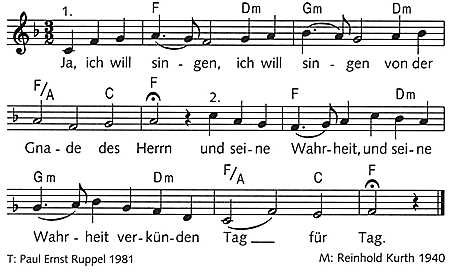 1. F Dm Gm Dm
Ja, ich will sin - gen, ich will sin - gen von der
F/A C F 2. F Dm
Gna - de des Herrn und sei - ne Wahr - heit, und sei - ne
Gm Dm F/A C F
Wahr - heit ver - kün - den Tag ___ für Tag.
T: Paul Ernst Ruppel 1981 M: Reinhold Kurth 1940